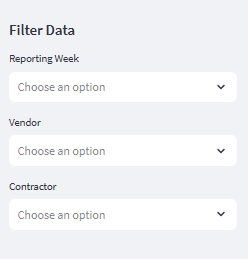 Filter Data
Reporting Week
Choose an option
Vendor
Choose an option
Contractor
Choose an option